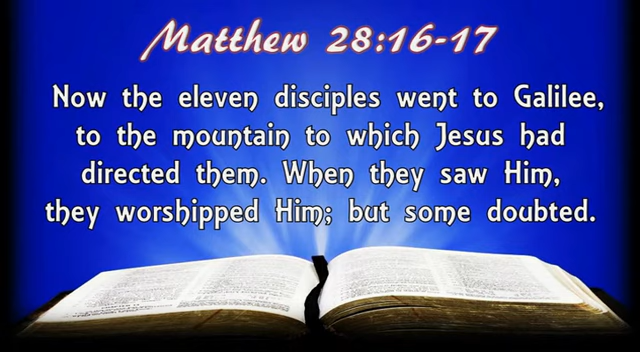 Matthew 28:16-17
Now the eleven disciples went to Galilee,
to the mountain to which Jesus had
directed them. When they saw Him,
they worshipped Him; but some doubted.